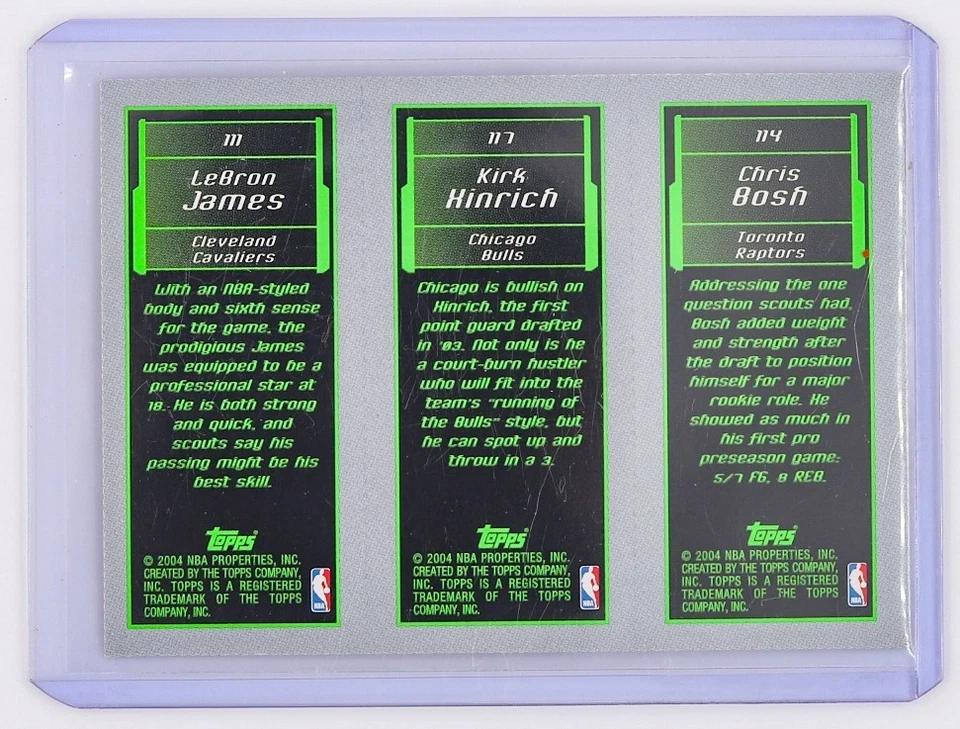 111
LeBron
James
Cleveland
Cavaliers
With an NBA-styled
body and sixth sense
for the game, the
prodigious James
was equipped to be a
professional star at
18. He is both strong
and quick, and
scouts say his
passing might be his
best skill.
Topps
© 2004 NBA PROPERTIES, INC.
CREATED BY THE TOPPS COMPANY,
INC. TOPPS IS A REGISTERED
TRADEMARK OF THE TOPPS
COMPANY, INC.
NBA
117
Kirk
Hinrich
Chicago
Bulls
Chicago is bullish on
Hinrich, the first
point guard drafted
in '03. Not only is he
a court-burn hustler
who will fit into the
team's "running of
the Bulls" style, but
he can spot up and
throw in a 3.
Topps
© 2004 NBA PROPERTIES, INC.
CREATED BY THE TOPPS COMPANY,
INC. TOPPS IS A REGISTERED
TRADEMARK OF THE TOPPS
COMPANY, INC.
NBA
114
Chris
Bosh
Toronto
Raptors
Addressing the one
question scouts had,
Bosh added weight
and strength after
the draft to position
himself for a major
rookie role. He
showed as much in
his first pro
preseason game:
5/7 FG, 8 REB.
Topps
© 2004 NBA PROPERTIES, INC.
CREATED BY THE TOPPS COMPANY,
INC. TOPPS IS A REGISTERED
TRADEMARK OF THE TOPPS
COMPANY, INC.
NBA